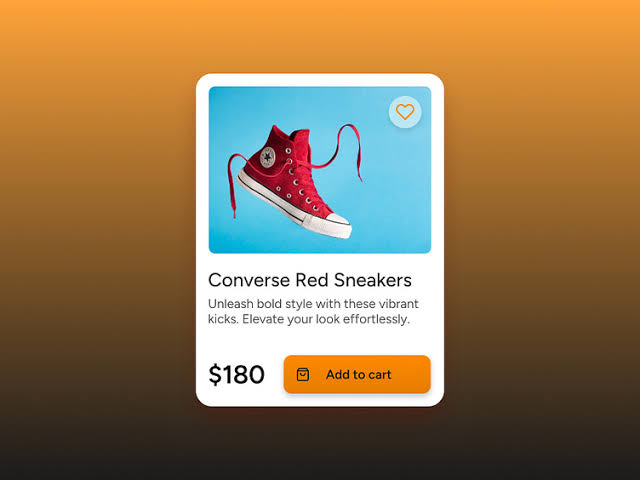 Converse Red Sneakers
Unleash bold style with these vibrant
kicks. Elevate your look effortlessly.
$180
Add to cart